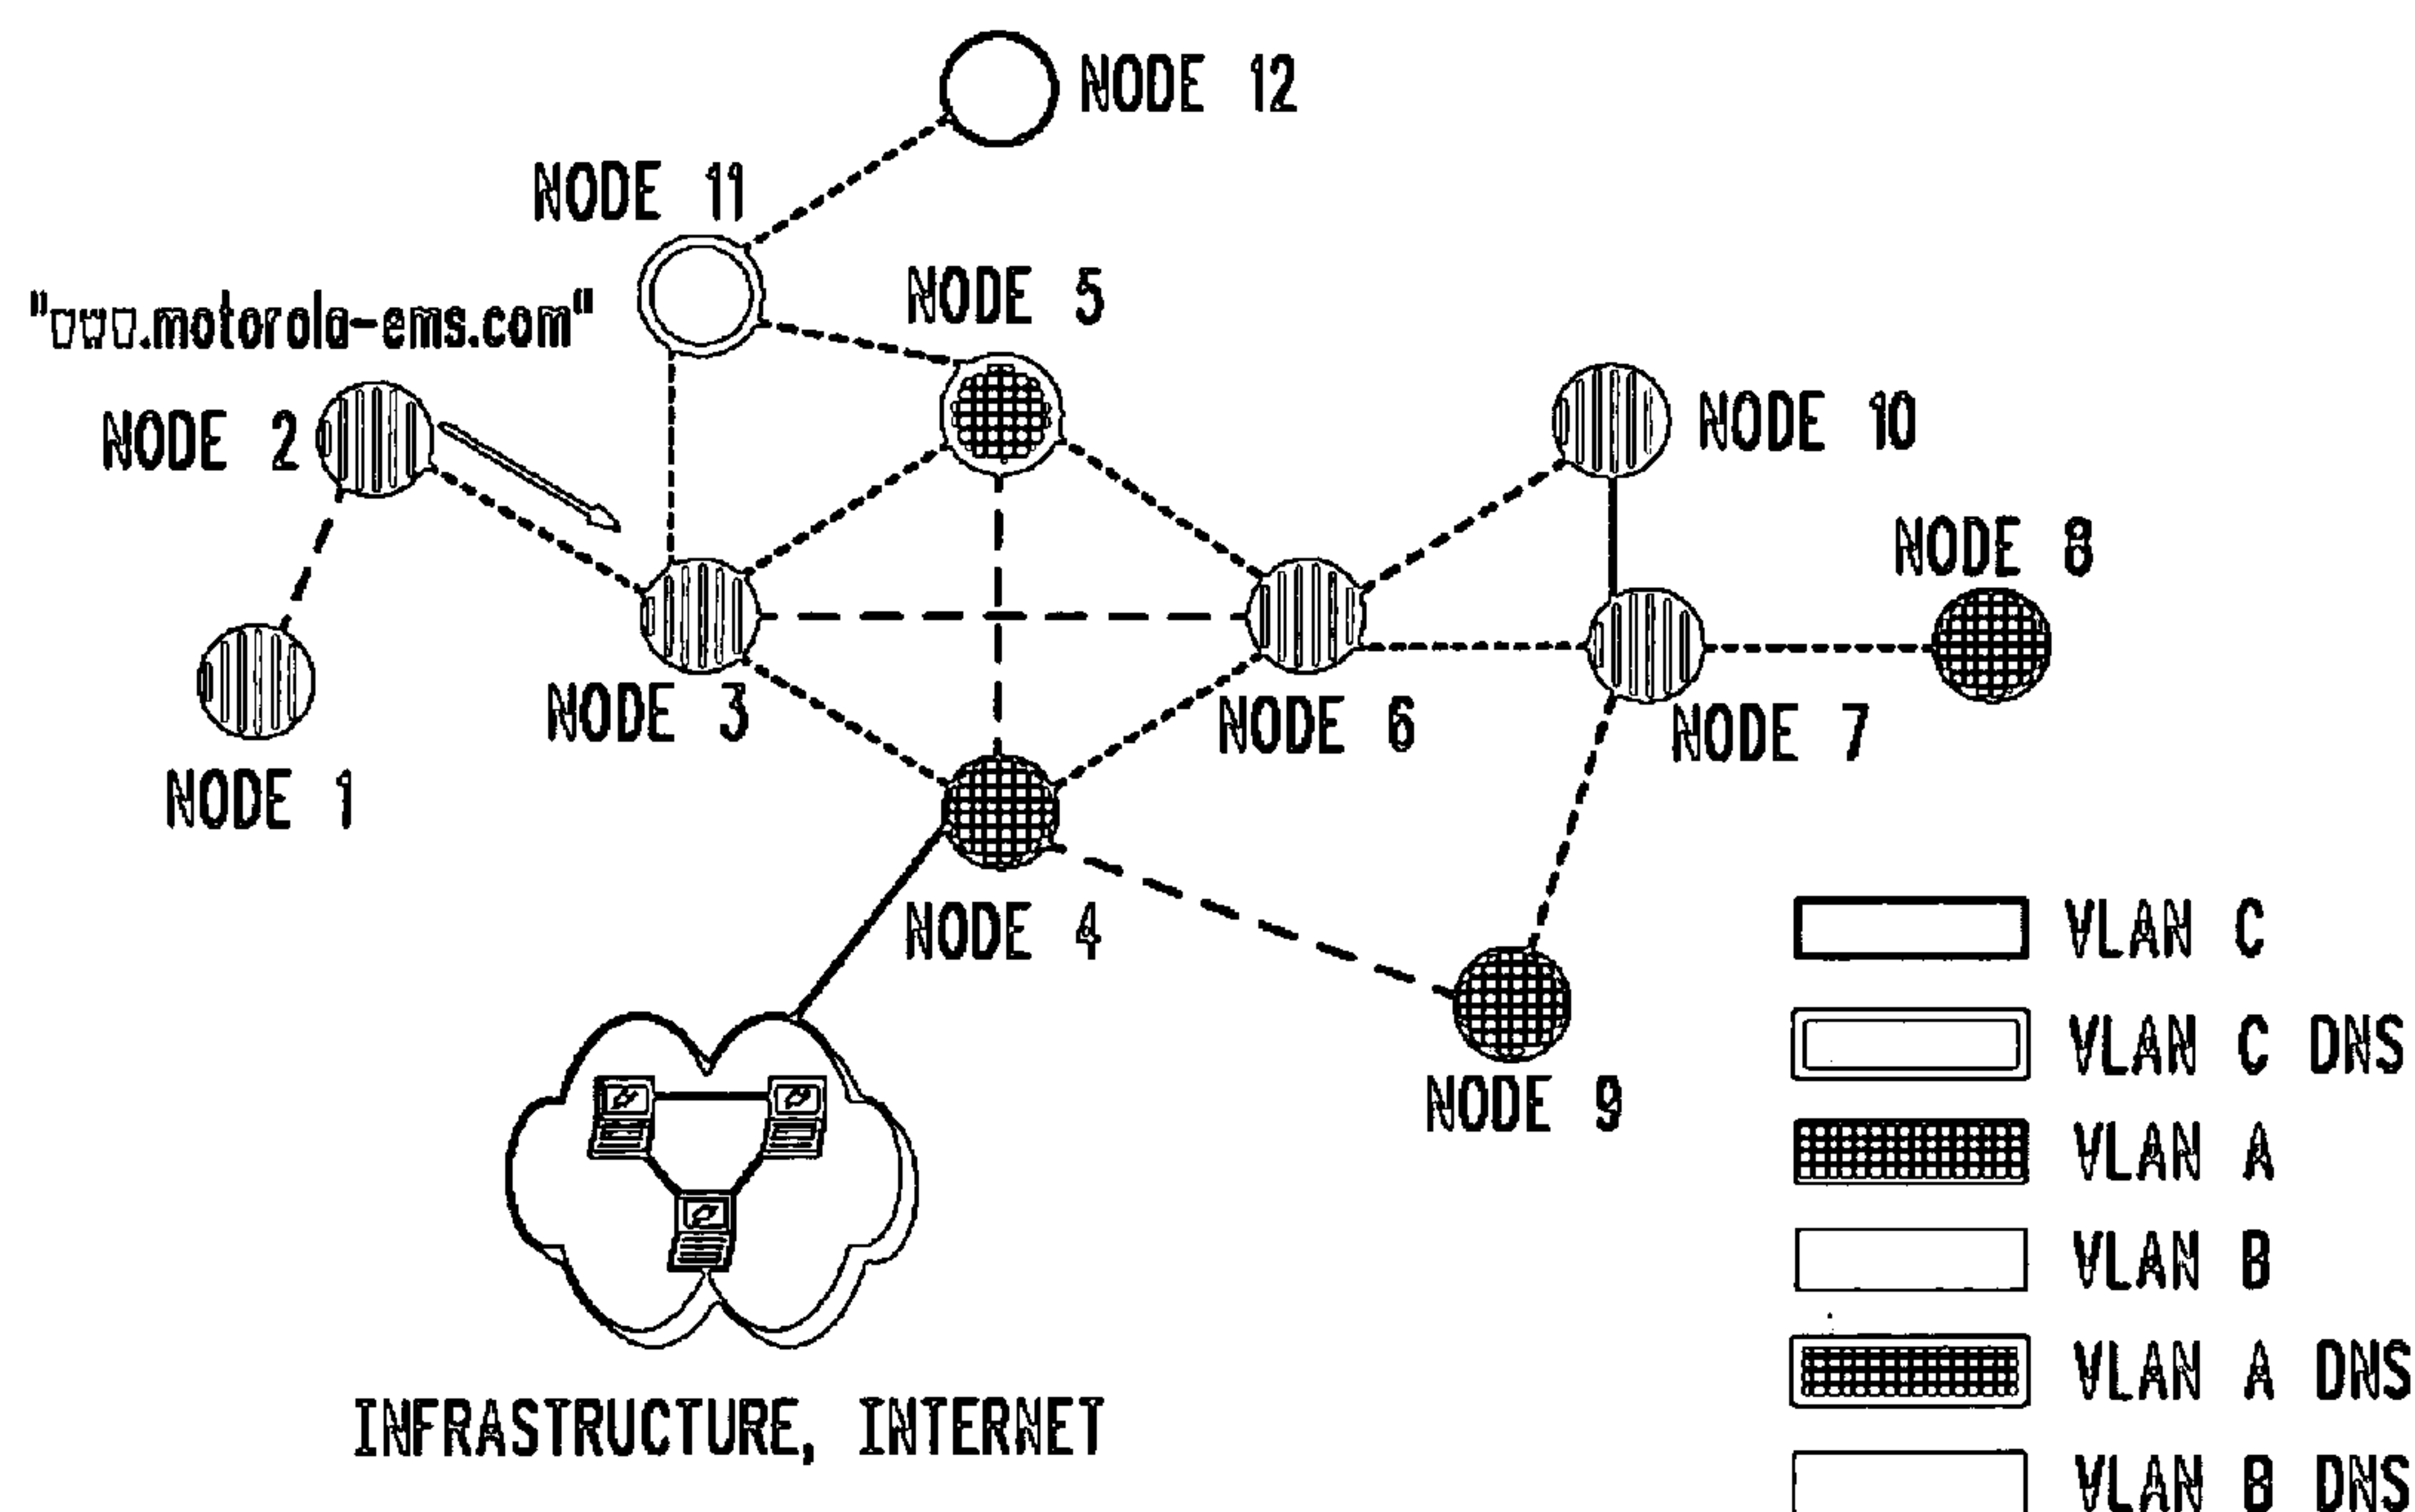 NODE 12
NODE 11
NODE 5
"www.motorola-ems.com"
NODE 2
NODE 10
NODE 8
NODE 3
NODE 6
NODE 7
NODE 1
NODE 4
NODE 9
VLAN C
VLAN C DNS
VLAN A
VLAN B
VLAN A DNS
VLAN B DNS
INFRASTRUCTURE, INTERNET